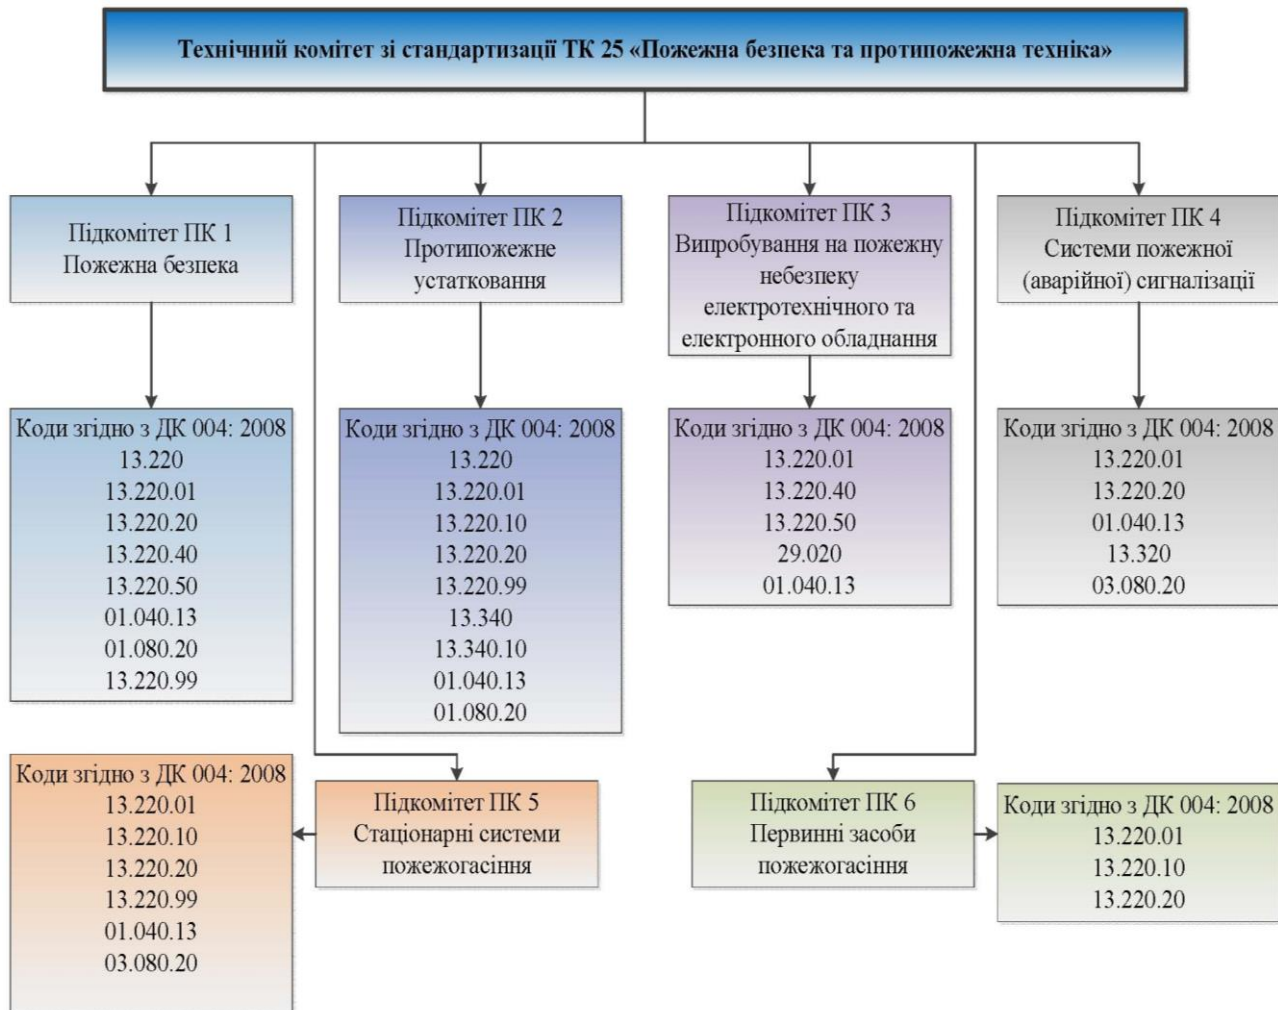 Технічний комітет зі стандартизації ТК 25 «Пожежна безпека та протипожежна техніка»
Підкомітет ПК 1
Пожежна безпека
Підкомітет ПК 2
Протипожежне
устатковання
Підкомітет ПК 3
Випробування на пожежну
небезпеку
електротехнічного та
електронного обладнання
Підкомітет ПК 4
Системи пожежної
(аварійної) сигналізації
Коди згідно з ДК 004: 2008
13.220
13.220.01
13.220.20
13.220.40
13.220.50
01.040.13
01.080.20
13.220.99
Коди згідно з ДК 004: 2008
13.220
13.220.01
13.220.10
13.220.20
13.220.99
13.340
13.340.10
01.040.13
01.080.20
Коди згідно з ДК 004: 2008
13.220.01
13.220.40
13.220.50
29.020
01.040.13
Коди згідно з ДК 004: 2008
13.220.01
13.220.20
01.040.13
13.320
03.080.20
Коди згідно з ДК 004: 2008
13.220.01
13.220.10
13.220.20
13.220.99
01.040.13
03.080.20
Підкомітет ПК 5
Стаціонарні системи
пожежогасіння
Підкомітет ПК 6
Первинні засоби
пожежогасіння
Коди згідно з ДК 004: 2008
13.220.01
13.220.10
13.220.20